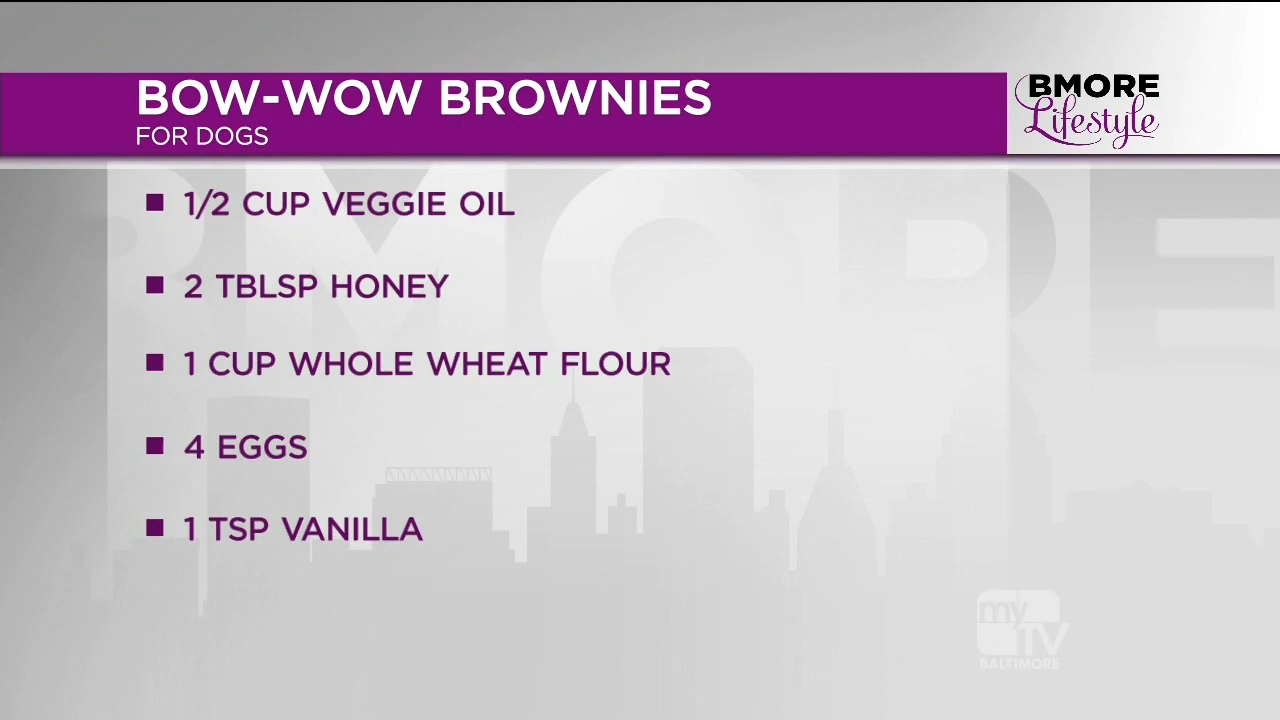 BOW-WOW BROWNIES
FOR DOGS
BMORE
Lifestyle
■ 1/2 CUP VEGGIE OIL
■ 2 TBLSP HONEY
■ 1 CUP WHOLE WHEAT FLOUR
■ 4 EGGS
■ 1 TSP VANILLA
BMORE
my
TV
BALTIMORE